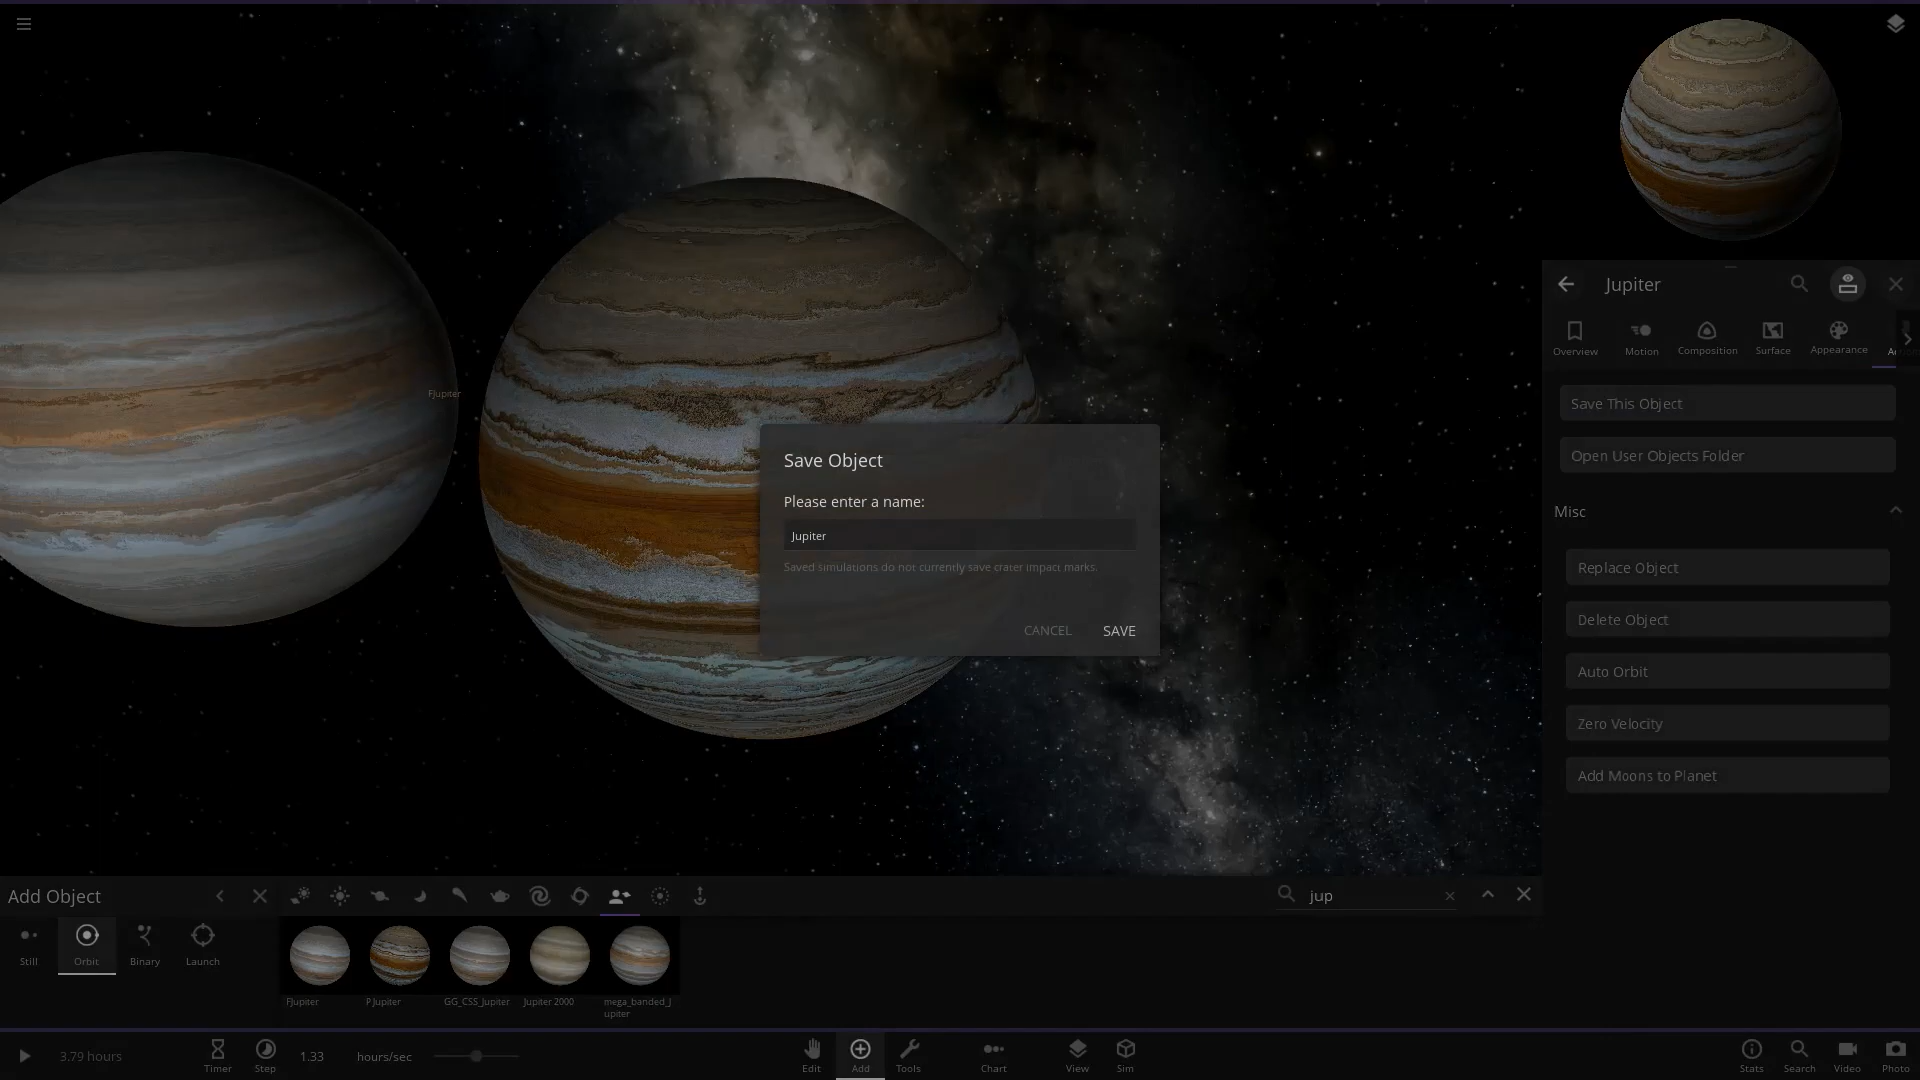 Jupiter
Overview
Motion
Composition
Surface
Appearance
Save This Object
Open User Objects Folder
Misc
Replace Object
Delete Object
Auto Orbit
Zero Velocity
Add Moons to Planet
FJupiter
Save Object
Please enter a name:
Jupiter
Saved simulations do not currently save crater impact marks.
CANCEL SAVE
Add Object
jup
Still
Orbit
Binary
Launch
FJupiter
PJupiter
GG_CSS_Jupiter
Jupiter 2000
mega_banded_J
upiter
3.79 hours
Timer
Step
1.33
hours/sec
Edit
Add
Tools
Chart
View
Sim
Stats
Search
Video
Photo